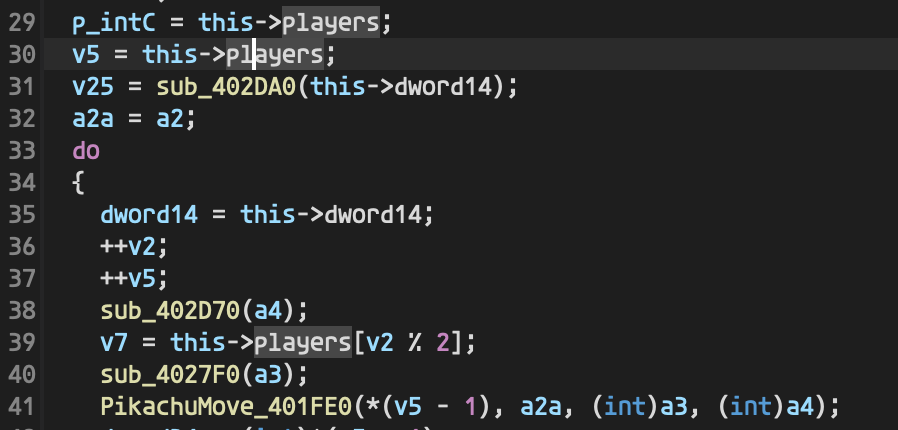 29 p_intC = this->players;
30 v5 = this->players;
31 v25 = sub_402DA0(this->dword14);
32 a2a = a2;
33 do
34 {
35 dword14 = this->dword14;
36 ++v2;
37 ++v5;
38 sub_402D70(a4);
39 v7 = this->players[v2 % 2];
40 sub_4027F0(a3);
41 PikachuMove_401FE0(*(v5 - 1), a2a, (int)a3, (int)a4);